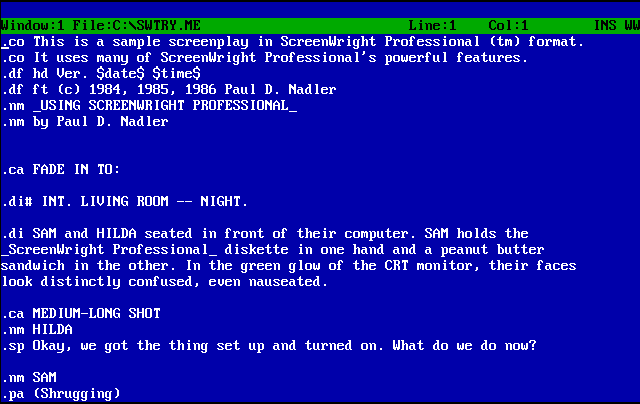 Window:1 File:C:\SWTRY.ME Line:1 Col:1 INS WW
.co This is a sample screenplay in ScreenWright Professional (tm) format.
.co It uses many of ScreenWright Professional's powerful features.
.df hd Ver. $date$ $time$
.df ft (c) 1984, 1985, 1986 Paul D. Nadler
.nm _USING SCREENWRIGHT PROFESSIONAL_
.nm by Paul D. Nadler
.ca FADE IN TO:
.di# INT. LIVING ROOM -- NIGHT.
.di SAM and HILDA seated in front of their computer. SAM holds the
_ScreenWright Professional_ diskette in one hand and a peanut butter
sandwich in the other. In the green glow of the CRT monitor, their faces
look distinctly confused, even nauseated.
.ca MEDIUM-LONG SHOT
.nm HILDA
.sp Okay, we got the thing set up and turned on. What do we do now?
.nm SAM
.pa (Shrugging)